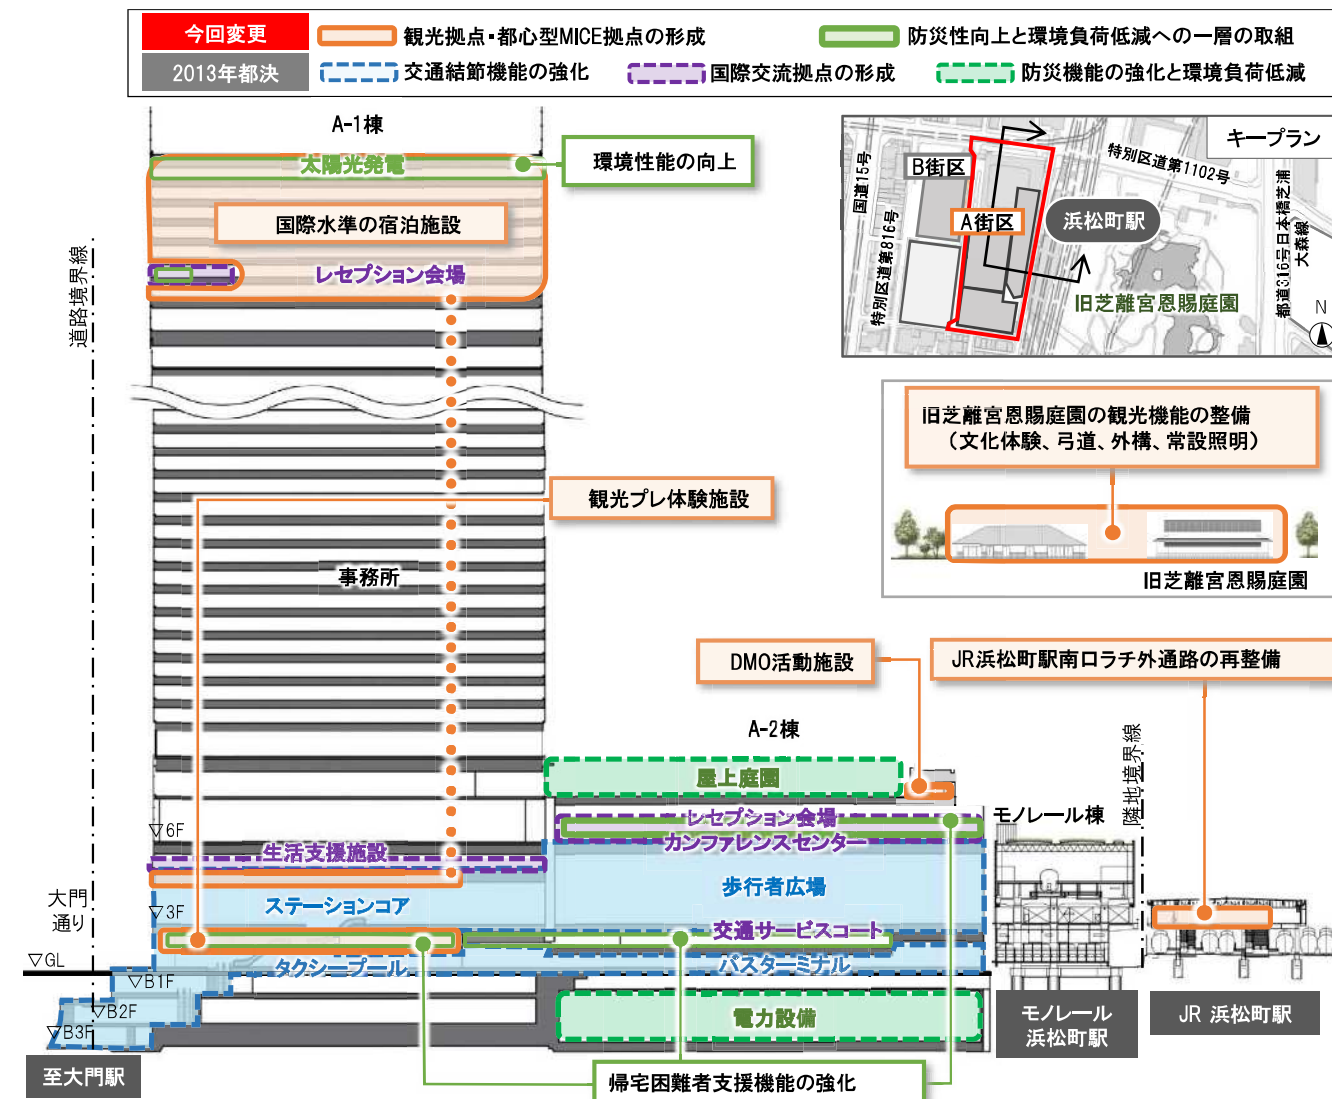 今回変更
観光拠点・都心型MICE拠点の形成
防災性向上と環境負荷低減への一層の取組
2013年都決
交通結節機能の強化
国際交流拠点の形成
防災機能の強化と環境負荷低減
A-1棟
太陽光発電
環境性能の向上
国際水準の宿泊施設
レセプション会場
道路境界線
キープラン
国道15号
B街区
特別区道第1102号
A街区
浜松町駅
特別区道第816号
旧芝離宮恩賜庭園
都道316号日本橋芝浦
大森線
N
旧芝離宮恩賜庭園の観光機能の整備
（文化体験、弓道、外構、常設照明）
旧芝離宮恩賜庭園
観光プレ体験施設
事務所
DMO活動施設
JR浜松町駅南口ラチ外通路の再整備
A-2棟
屋上庭園
隣地境界線
モノレール棟
レセプション会場
カンファレンスセンター
▽6F
生活支援施設
歩行者広場
大門
通り
▽3F
ステーションコア
交通サービスコート
▽GL
タクシープール
バスターミナル
▽B1F
▽B2F
▽B3F
電力設備
モノレール
浜松町駅
JR 浜松町駅
至大門駅
帰宅困難者支援機能の強化